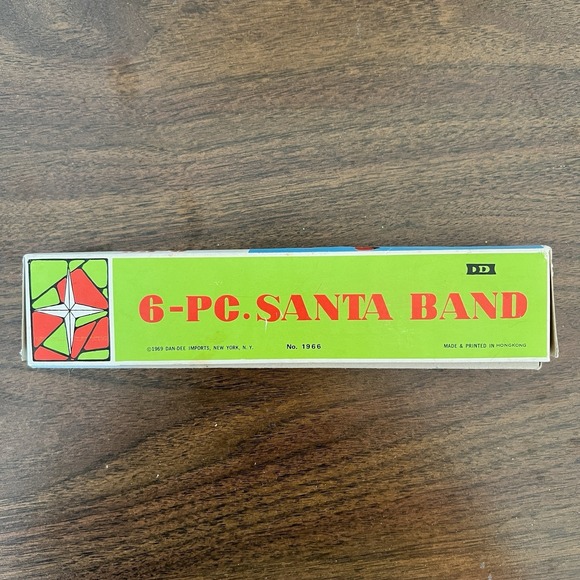 DD
6-PC. SANTA BAND
©1969 DAN-DEE IMPORTS, NEW YORK, N.Y. No. 1966 MADE & PRINTED IN HONGKONG